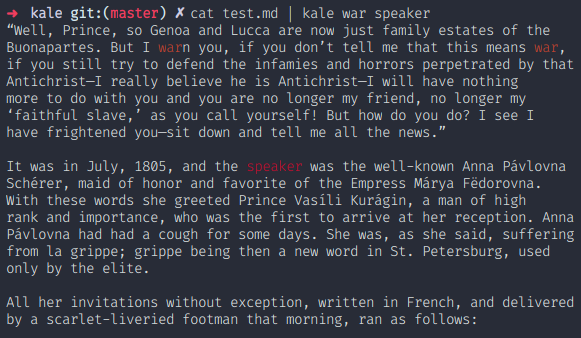 ➜ kale git:(master) ✗ cat test.md | kale war speaker
“Well, Prince, so Genoa and Lucca are now just family estates of the
Buonapartes. But I warn you, if you don’t tell me that this means war,
if you still try to defend the infamies and horrors perpetrated by that
Antichrist—I really believe he is Antichrist—I will have nothing
more to do with you and you are no longer my friend, no longer my
‘faithful slave,’ as you call yourself! But how do you do? I see I
have frightened you—sit down and tell me all the news.”
It was in July, 1805, and the speaker was the well-known Anna Pávlovna
Schérer, maid of honor and favorite of the Empress Márya Fëdorovna.
With these words she greeted Prince Vasíli Kurágin, a man of high
rank and importance, who was the first to arrive at her reception. Anna
Pávlovna had had a cough for some days. She was, as she said, suffering
from la grippe; grippe being then a new word in St. Petersburg, used
only by the elite.
All her invitations without exception, written in French, and delivered
by a scarlet-liveried footman that morning, ran as follows: